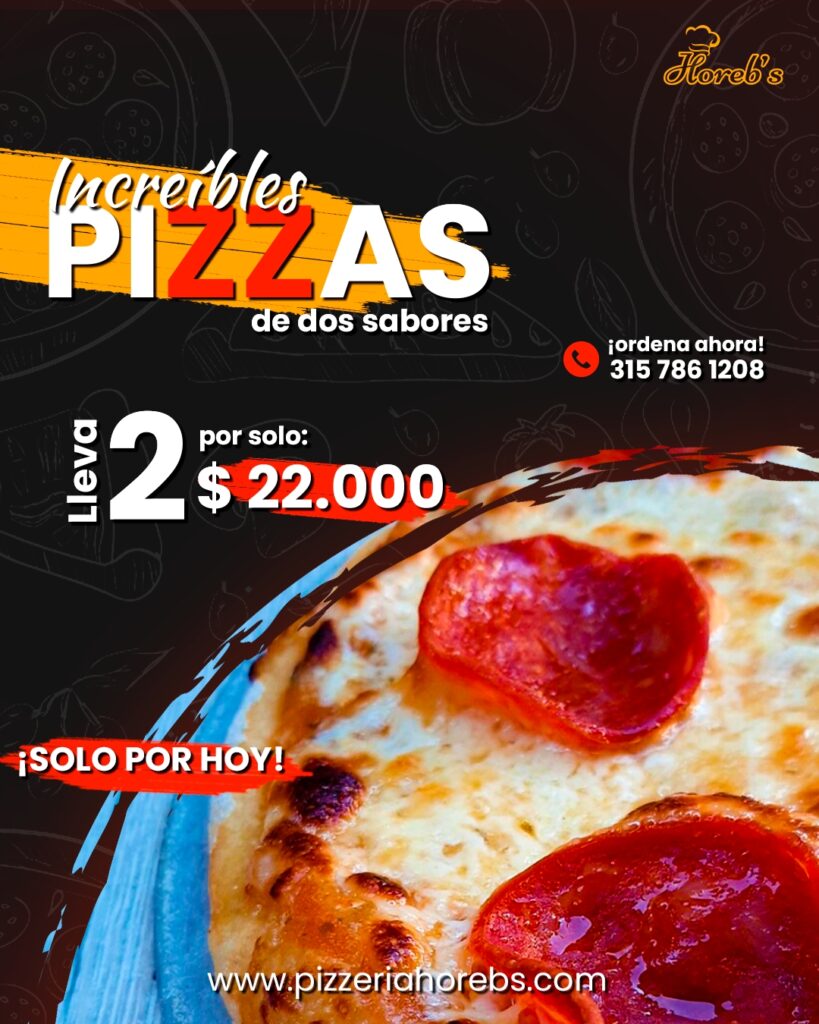 Horeb's
Increíbles
PIZZAS
de dos sabores
¡ordena ahora!
315 786 1208
Lleva
2
por solo:
$ 22.000
¡SOLO POR HOY!
www.pizzeriahorebs.com